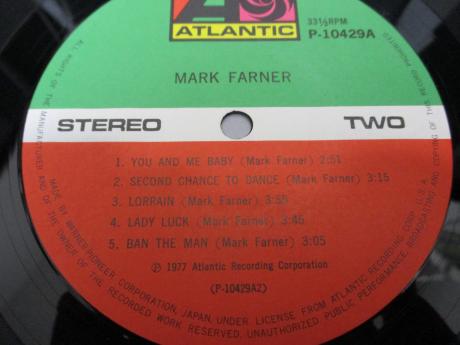 ATLANTIC
33⅓RPM
P-10429A
MARK FARNER
STEREO TWO
1. YOU AND ME BABY (Mark Farner) 2:51
2. SECOND CHANCE TO DANCE (Mark Farner) 3:15
3. LORRAIN (Mark Farner) 3:55
4. LADY LUCK (Mark Farner) 3:45
5. BAN THE MAN (Mark Farner) 3:05
Ⓟ 1977 Atlantic Recording Corporation
(P-10429A2)
ALL RIGHTS OF THE MANUFACTURER AND OF THE OWNER OF THE RECORDED WORK RESERVED. UNAUTHORISED PUBLIC PERFORMANCE, BROADCASTING AND COPYING OF THIS RECORD PROHIBITED
MADE BY WARNER-PIONEER CORPORATION, JAPAN, UNDER LICENSE FROM ATLANTIC RECORDING CORP. U.S.A.